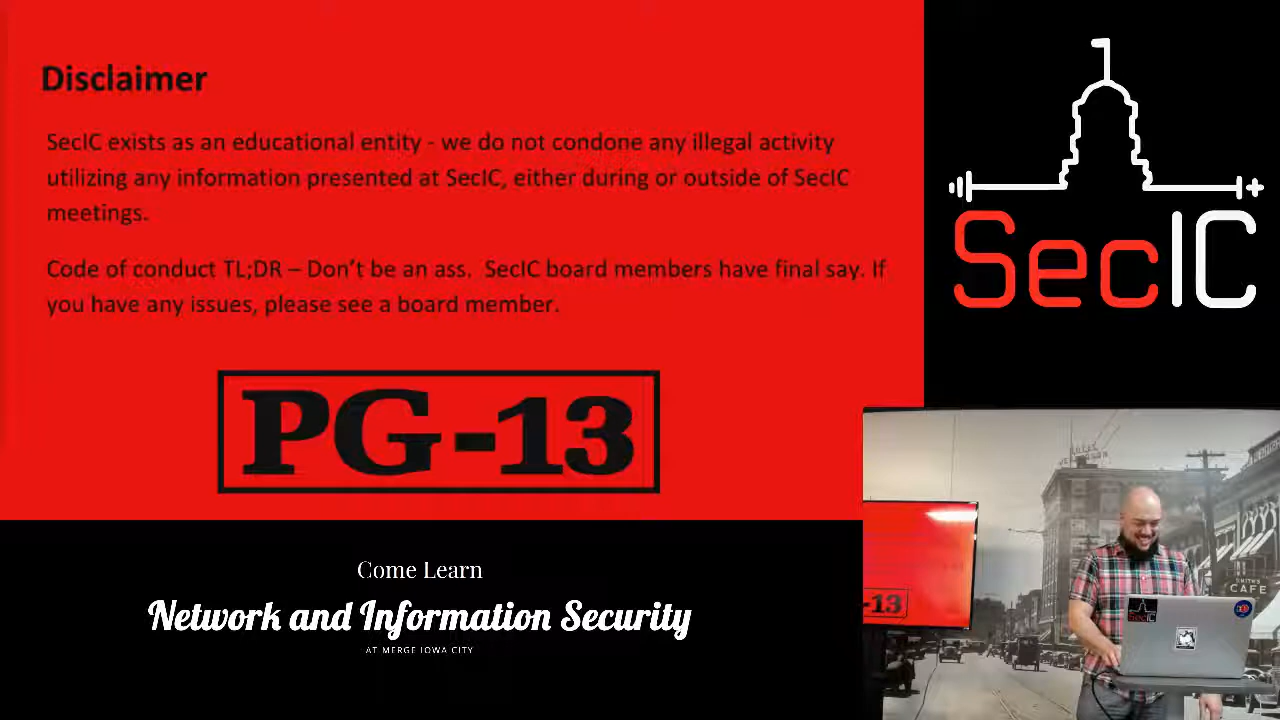 Disclaimer
SecIC exists as an educational entity - we do not condone any illegal activity
utilizing any information presented at SecIC, either during or outside of SecIC
meetings.
Code of conduct TL;DR – Don’t be an ass.  SecIC board members have final say. If
you have any issues, please see a board member.
PG-13
SecIC
Come Learn
Network and Information Security
AT MERGE IOWA CITY
-13
SMITH'S
CAFE
SecIC